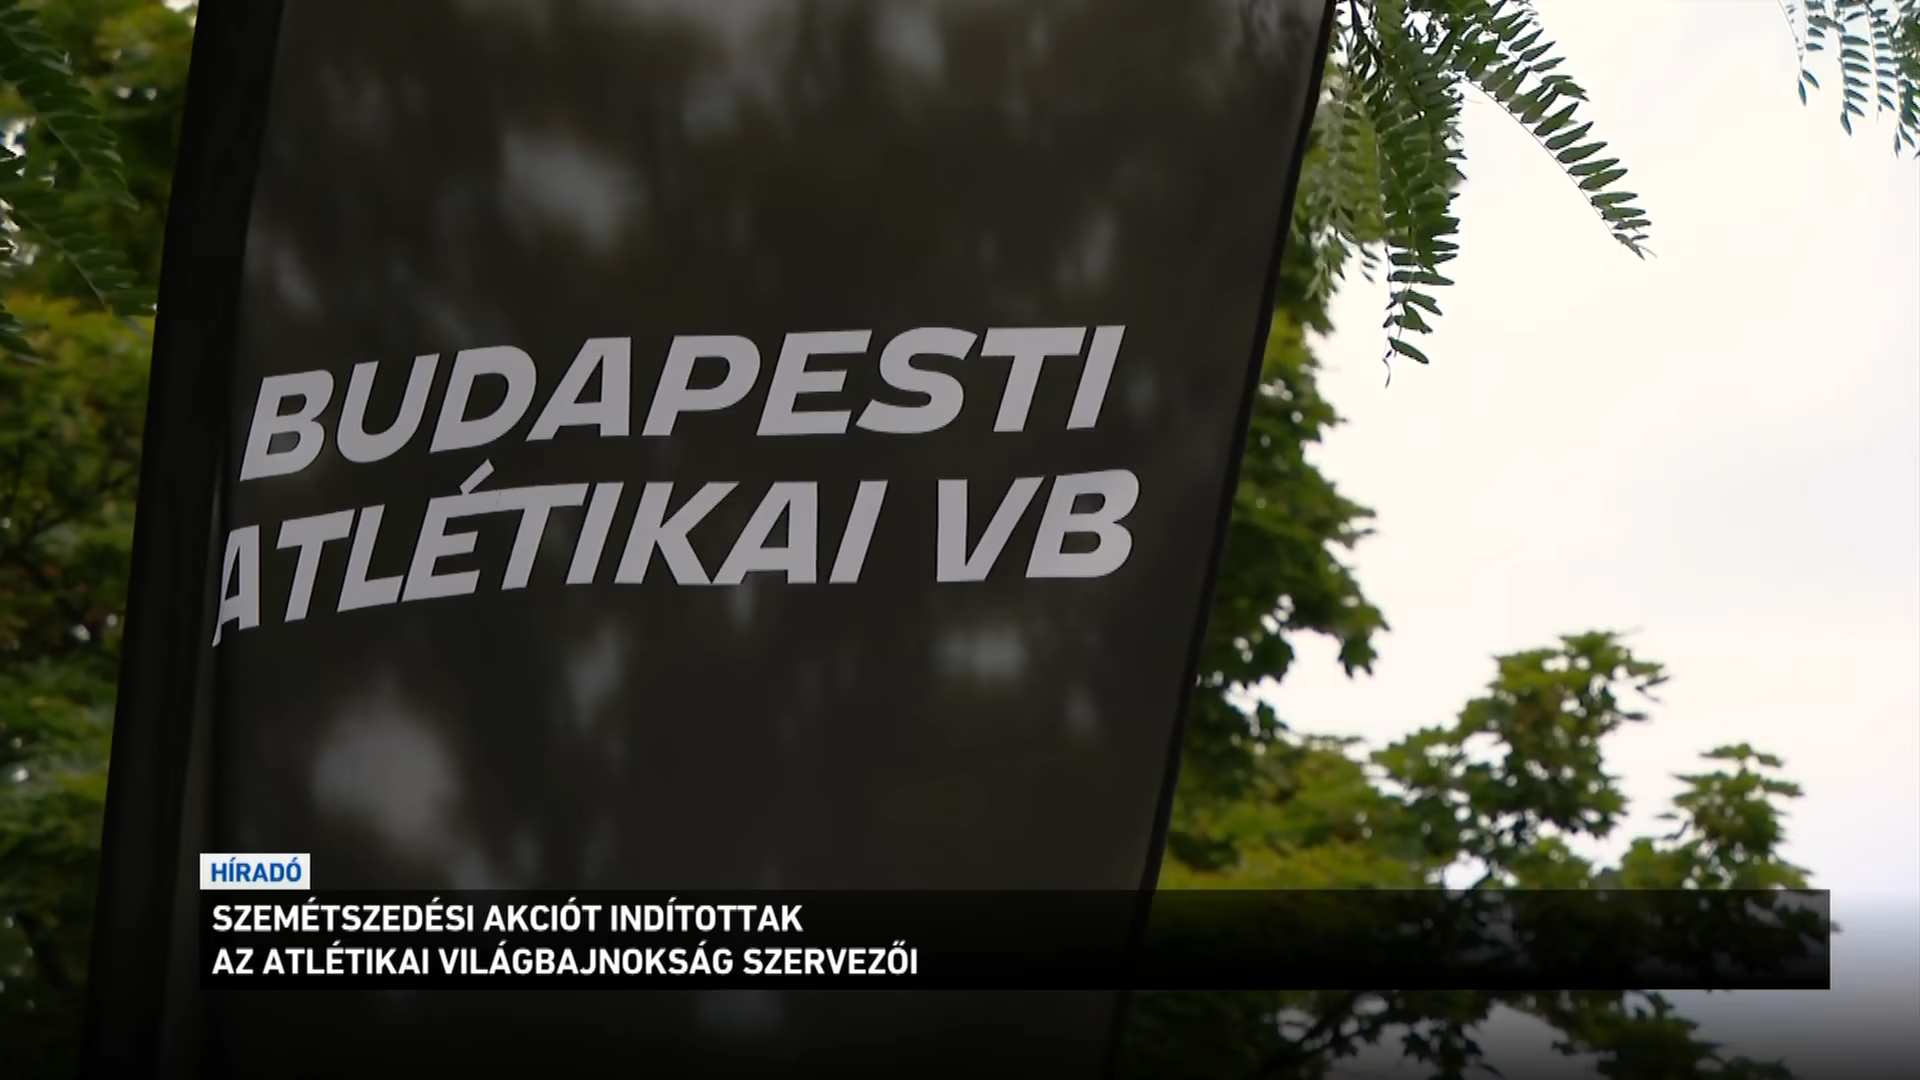 BUDAPESTI
ATLÉTIKAI VB
HÍRADÓ
SZEMÉTSZEDÉSI AKCIÓT INDÍTOTTAK
AZ ATLÉTIKAI VILÁGBAJNOKSÁG SZERVEZŐI